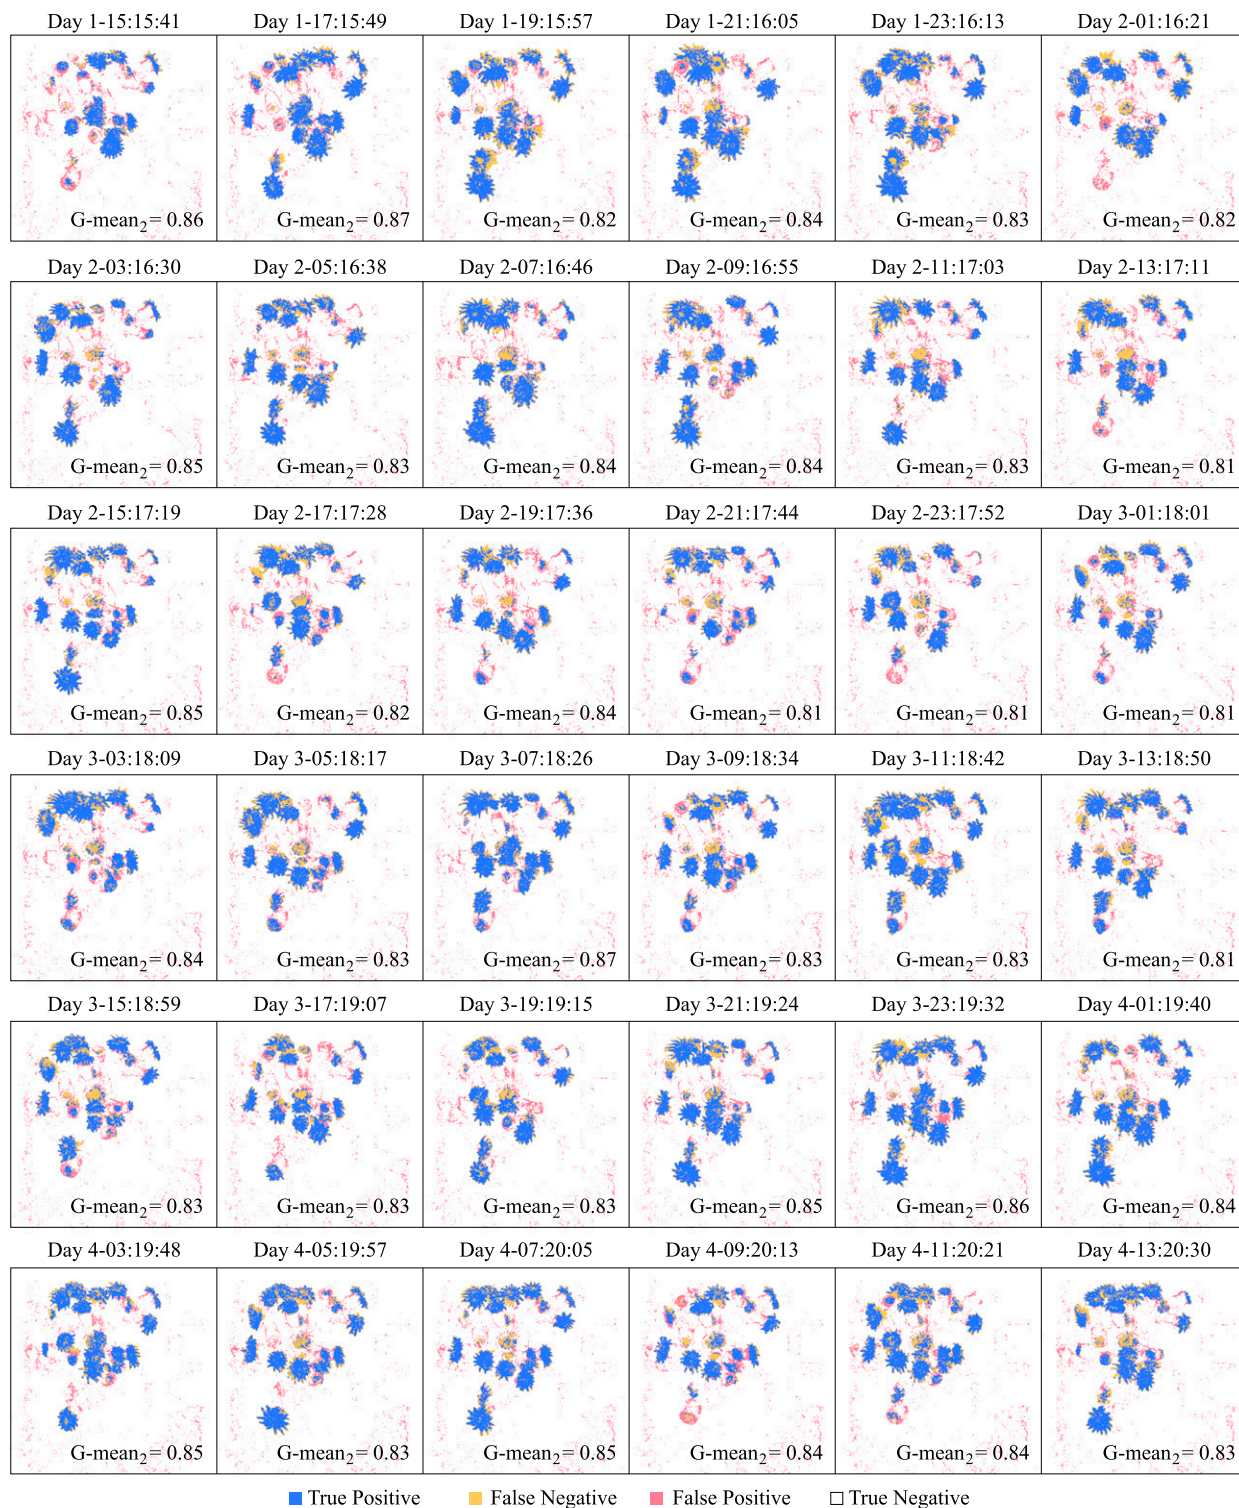 Day 1-15:15:41 Day 1-17:15:49 Day 1-19:15:57 Day 1-21:16:05 Day 1-23:16:13 Day 2-01:16:21
G-mean2= 0.86 G-mean2= 0.87 G-mean2= 0.82 G-mean2= 0.84 G-mean2= 0.83 G-mean2= 0.82
Day 2-03:16:30 Day 2-05:16:38 Day 2-07:16:46 Day 2-09:16:55 Day 2-11:17:03 Day 2-13:17:11
G-mean2= 0.85 G-mean2= 0.83 G-mean2= 0.84 G-mean2= 0.84 G-mean2= 0.83 G-mean2= 0.81
Day 2-15:17:19 Day 2-17:17:28 Day 2-19:17:36 Day 2-21:17:44 Day 2-23:17:52 Day 3-01:18:01
G-mean2= 0.85 G-mean2= 0.82 G-mean2= 0.84 G-mean2= 0.81 G-mean2= 0.81 G-mean2= 0.81
Day 3-03:18:09 Day 3-05:18:17 Day 3-07:18:26 Day 3-09:18:34 Day 3-11:18:42 Day 3-13:18:50
G-mean2= 0.84 G-mean2= 0.83 G-mean2= 0.87 G-mean2= 0.83 G-mean2= 0.83 G-mean2= 0.81
Day 3-15:18:59 Day 3-17:19:07 Day 3-19:19:15 Day 3-21:19:24 Day 3-23:19:32 Day 4-01:19:40
G-mean2= 0.83 G-mean2= 0.83 G-mean2= 0.83 G-mean2= 0.85 G-mean2= 0.86 G-mean2= 0.84
Day 4-03:19:48 Day 4-05:19:57 Day 4-07:20:05 Day 4-09:20:13 Day 4-11:20:21 Day 4-13:20:30
G-mean2= 0.85 G-mean2= 0.83 G-mean2= 0.85 G-mean2= 0.84 G-mean2= 0.84 G-mean2= 0.83
True Positive False Negative False Positive True Negative